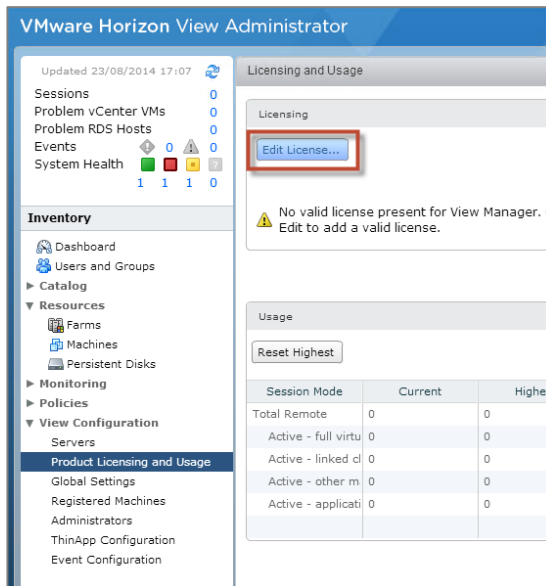 VMware Horizon View Administrator
Updated 23/08/2014 17:07
Sessions 0
Problem vCenter VMs 0
Problem RDS Hosts 0
Events 0 0
System Health
1 1 1 0
Inventory
Dashboard
Users and Groups
Catalog
Resources
Farms
Machines
Persistent Disks
Monitoring
Policies
View Configuration
Servers
Product Licensing and Usage
Global Settings
Registered Machines
Administrators
ThinApp Configuration
Event Configuration
Licensing and Usage
Licensing
Edit License...
No valid license present for View Manager.
Edit to add a valid license.
Usage
Reset Highest
Session Mode Current Highe
Total Remote 0 0
Active - full virtu 0 0
Active - linked cl 0 0
Active - other m 0 0
Active - applicati 0 0